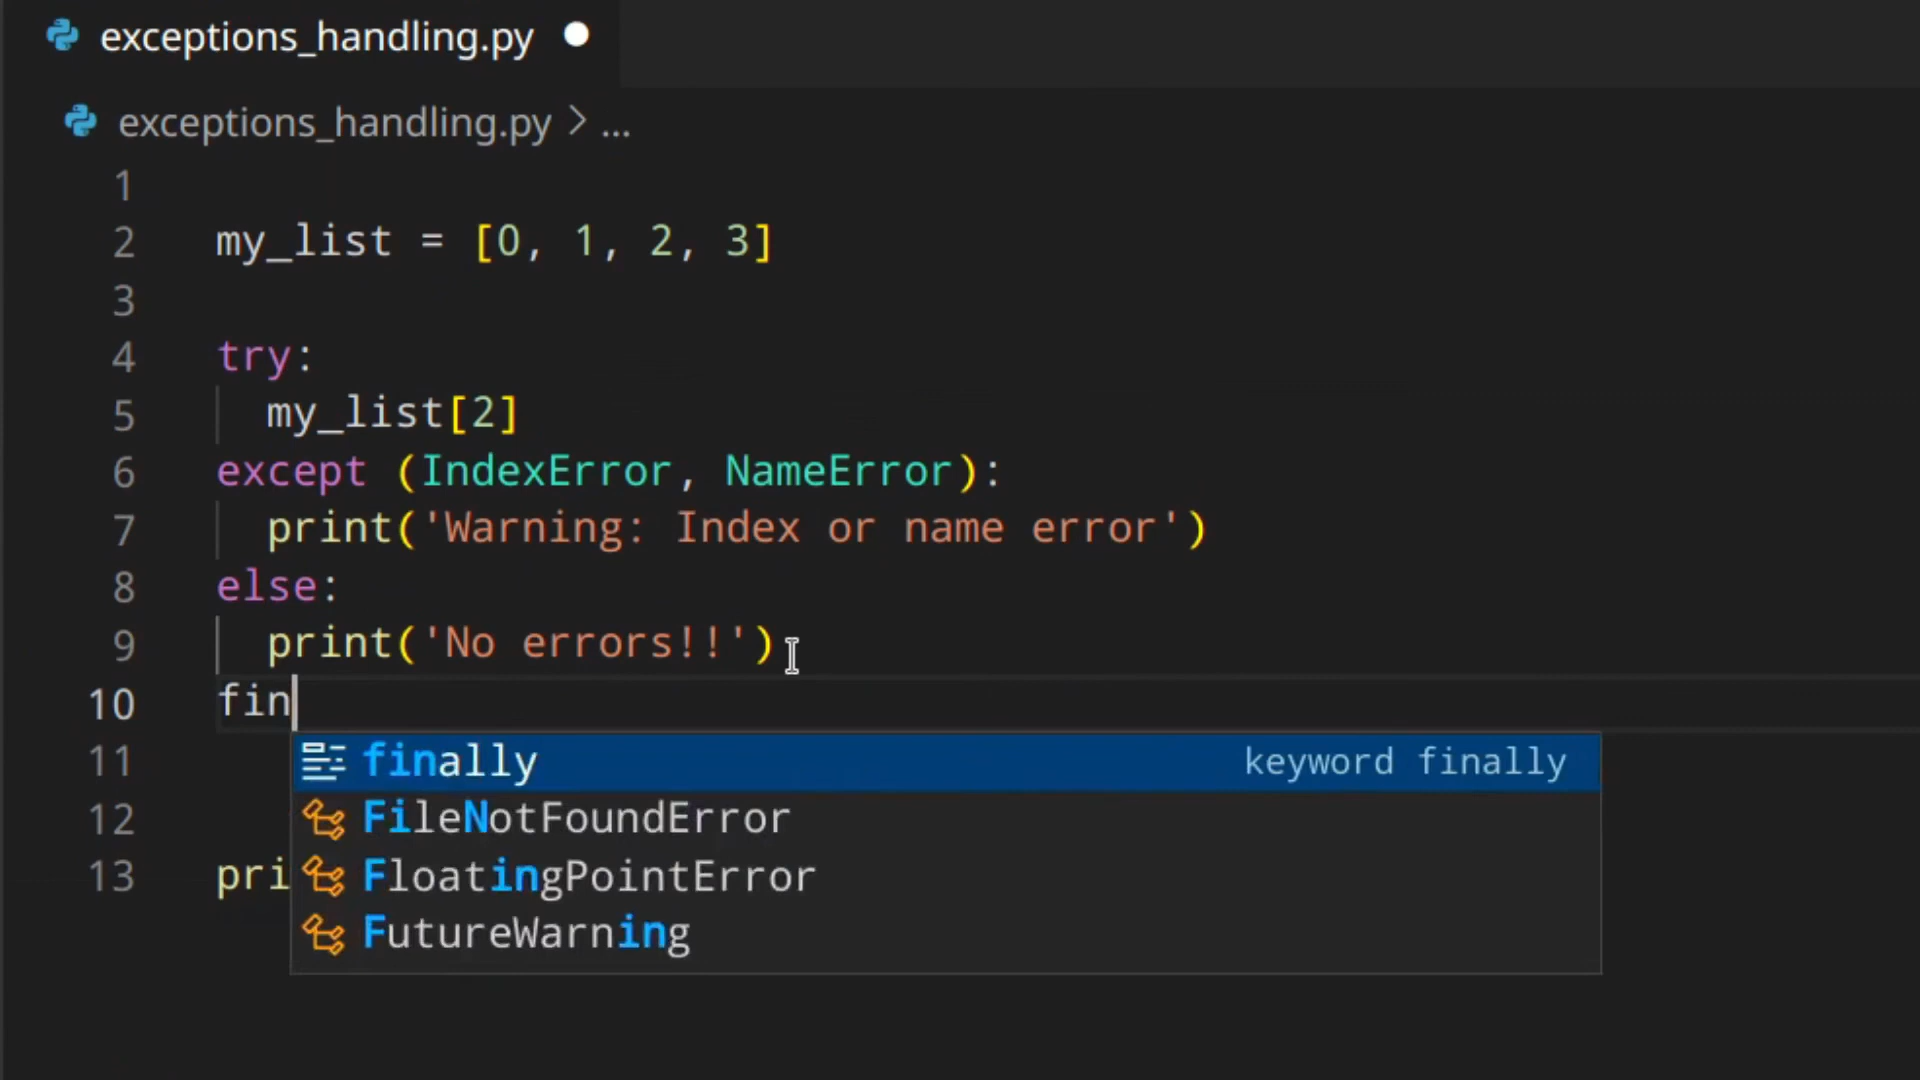 exceptions_handling.py
exceptions_handling.py > ...
1
2 my_list = [0, 1, 2, 3]
3
4 try:
5 my_list[2]
6 except (IndexError, NameError):
7 print('Warning: Index or name error')
8 else:
9 print('No errors!!')
10 fin
11 finally keyword finally
12 FileNotFoundError
13 pri FloatingPointError
FutureWarning